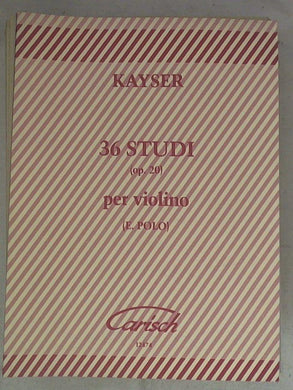 KAYSER
36 STUDI
(op. 20)
per violino
(E. POLO)
Carisch